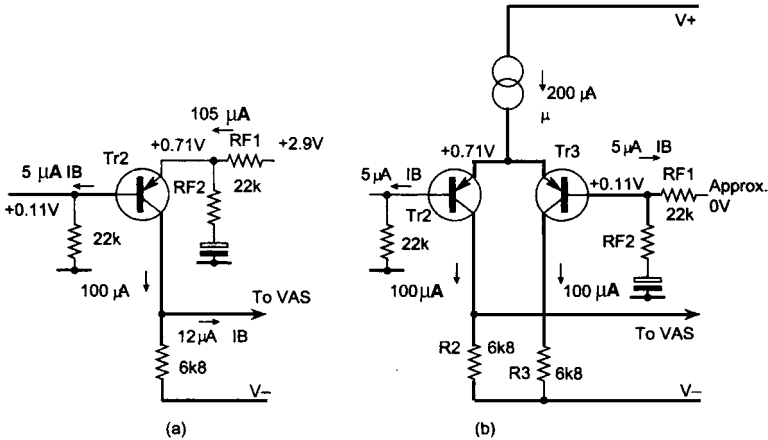 V+
200 µA
µ
105 µA
+0.71V
RF1
+2.9V
Tr2
5 µA IB
RF2
22k
+0.11V
22k
100 µA
To VAS
12µA IB
6k8
V–
(a)
+0.71V
Tr3
5µA IB
5µA IB
RF1
+0.11V
Approx.
0V
22k
Tr2
22k
RF2
100µA
100µA
To VAS
R2
6k8
R3
6k8
V–
(b)